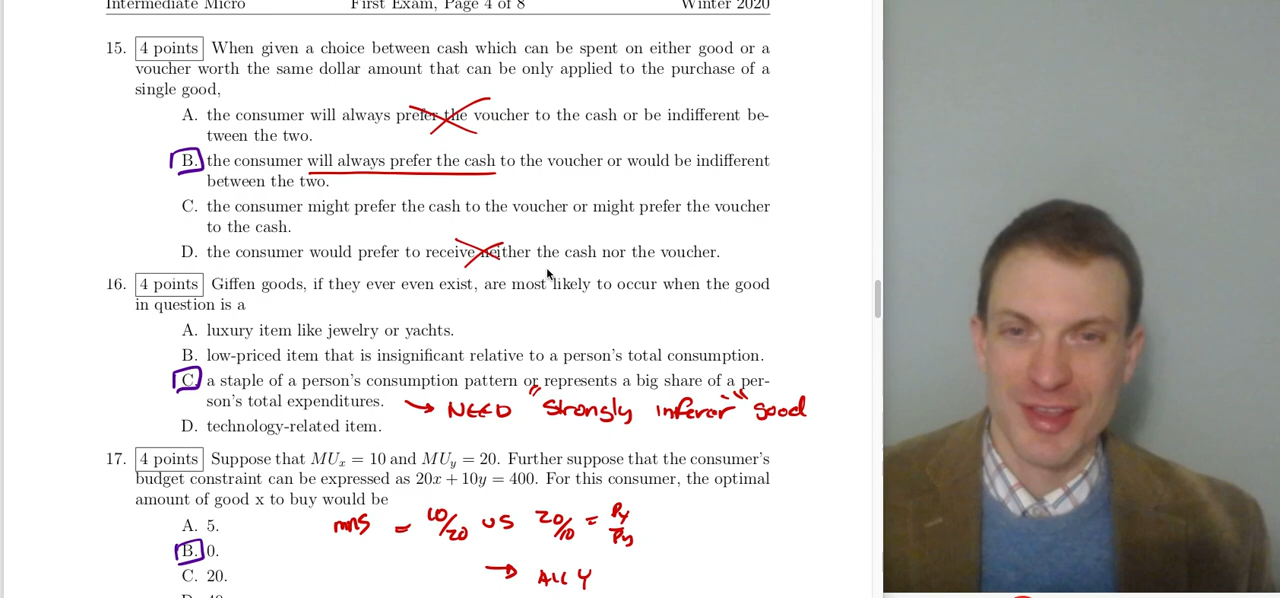 Intermediate Micro First Exam, Page 4 of 8 Winter 2020
15. 4 points When given a choice between cash which can be spent on either good or a
voucher worth the same dollar amount that can be only applied to the purchase of a
single good,
A. the consumer will always prefer the voucher to the cash or be indifferent be-
tween the two.
B. the consumer will always prefer the cash to the voucher or would be indifferent
between the two.
C. the consumer might prefer the cash to the voucher or might prefer the voucher
to the cash.
D. the consumer would prefer to receive neither the cash nor the voucher.
16. 4 points Giffen goods, if they ever even exist, are most likely to occur when the good
in question is a
A. luxury item like jewelry or yachts.
B. low-priced item that is insignificant relative to a person's total consumption.
C. a staple of a person's consumption pattern or represents a big share of a per-
son's total expenditures. → NEED "Strongly inferior" good
D. technology-related item.
17. 4 points Suppose that MUx = 10 and MUy = 20. Further suppose that the consumer's
budget constraint can be expressed as 20x + 10y = 400. For this consumer, the optimal
amount of good x to buy would be
A. 5.
MRS = 10/20 vs 20/10 =
B. 0.
C. 20.
→ ALL Y